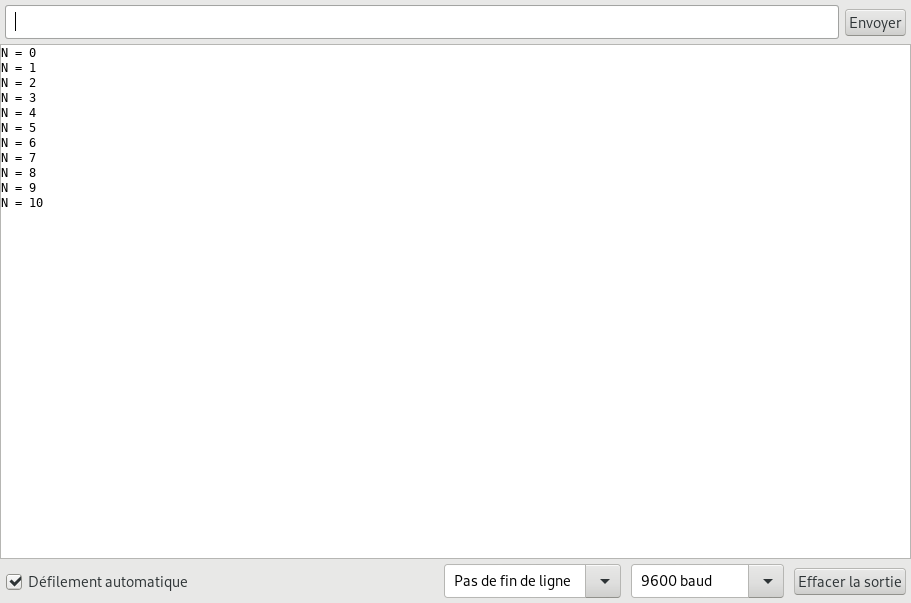 Envoyer
N = 0
N = 1
N = 2
N = 3
N = 4
N = 5
N = 6
N = 7
N = 8
N = 9
N = 10
Défilement automatique Pas de fin de ligne 9600 baud Effacer la sortie